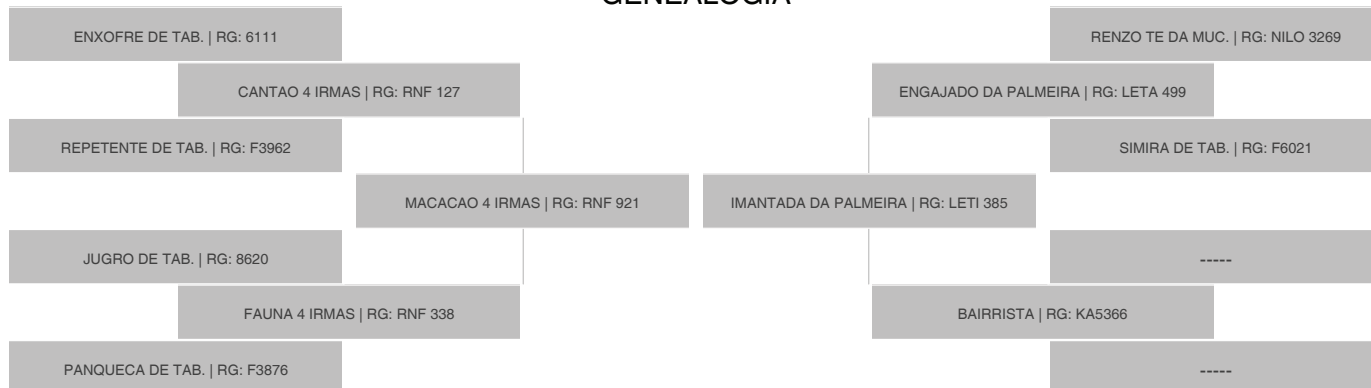 GENEALOGIA
ENXOFRE DE TAB. | RG: 6111
RENZO TE DA MUC. | RG: NILO 3269
CANTAO 4 IRMAS | RG: RNF 127
ENGAJADO DA PALMEIRA | RG: LETA 499
REPETENTE DE TAB. | RG: F3962
SIMIRA DE TAB. | RG: F6021
MACACAO 4 IRMAS | RG: RNF 921
IMANTADA DA PALMEIRA | RG: LETI 385
JUGRO DE TAB. | RG: 8620
-----
FAUNA 4 IRMAS | RG: RNF 338
BAIRRISTA | RG: KA5366
PANQUECA DE TAB. | RG: F3876
-----